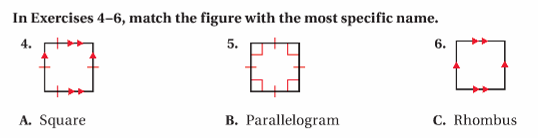 In Exercises 4–6, match the figure with the most specific name.
4. 5. 6.
A. Square B. Parallelogram C. Rhombus